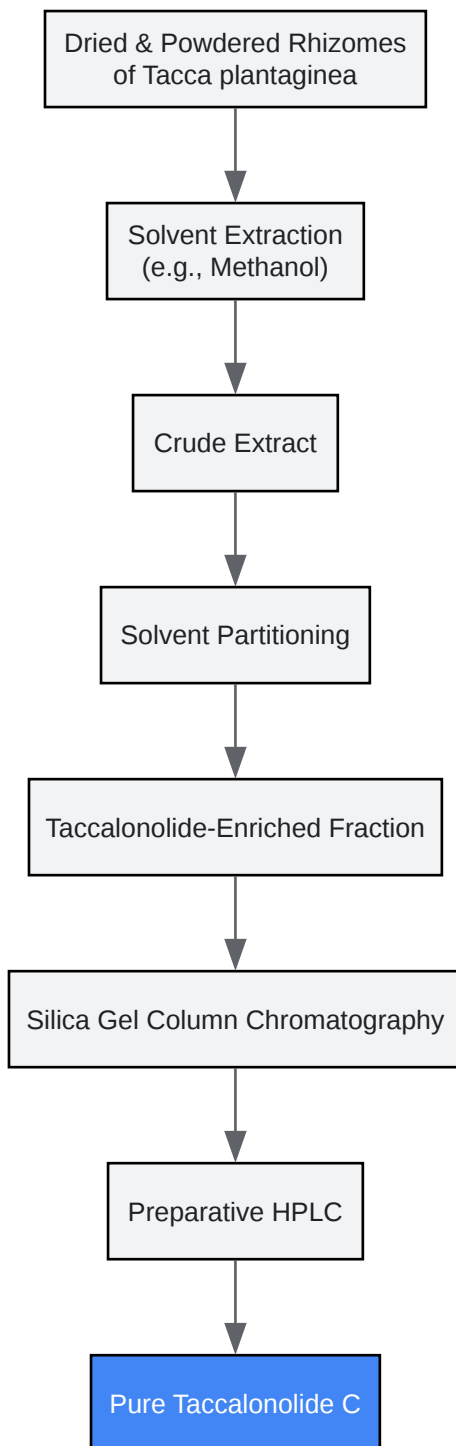 Dried & Powdered Rhizomes
of Tacca plantaginea
Solvent Extraction
(e.g., Methanol)
Crude Extract
Solvent Partitioning
Taccalonolide-Enriched Fraction
Silica Gel Column Chromatography
Preparative HPLC
Pure Taccalonolide C